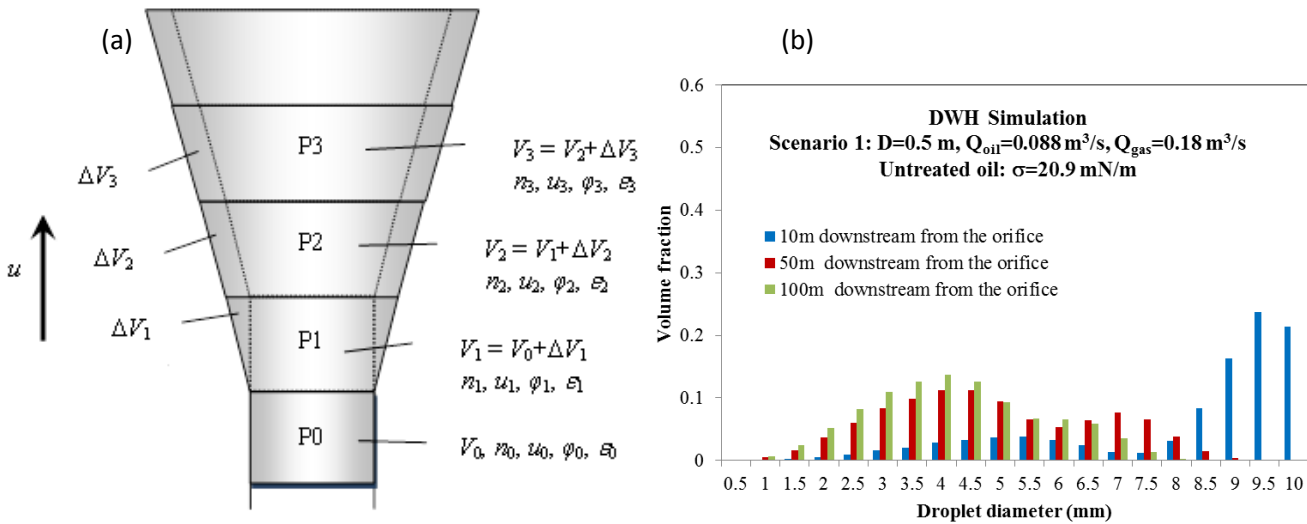 (a)
P3
V3 = V2+ΔV3
n3, u3, φ3, ε3
ΔV3
P2
V2 = V1+ΔV2
n2, u2, φ2, ε2
ΔV2
u
ΔV1
P1
V1 = V0+ΔV1
n1, u1, φ1, ε1
P0
V0, n0, u0, φ0, ε0
(b)
DWH Simulation
Scenario 1: D=0.5 m, Qoil=0.088 m³/s, Qgas=0.18 m³/s
Untreated oil: σ=20.9 mN/m
10m downstream from the orifice
50m downstream from the orifice
100m downstream from the orifice
Volume fraction
0.6
0.5
0.4
0.3
0.2
0.1
0
0.5 1 1.5 2 2.5 3 3.5 4 4.5 5 5.5 6 6.5 7 7.5 8 8.5 9 9.5 10
Droplet diameter (mm)